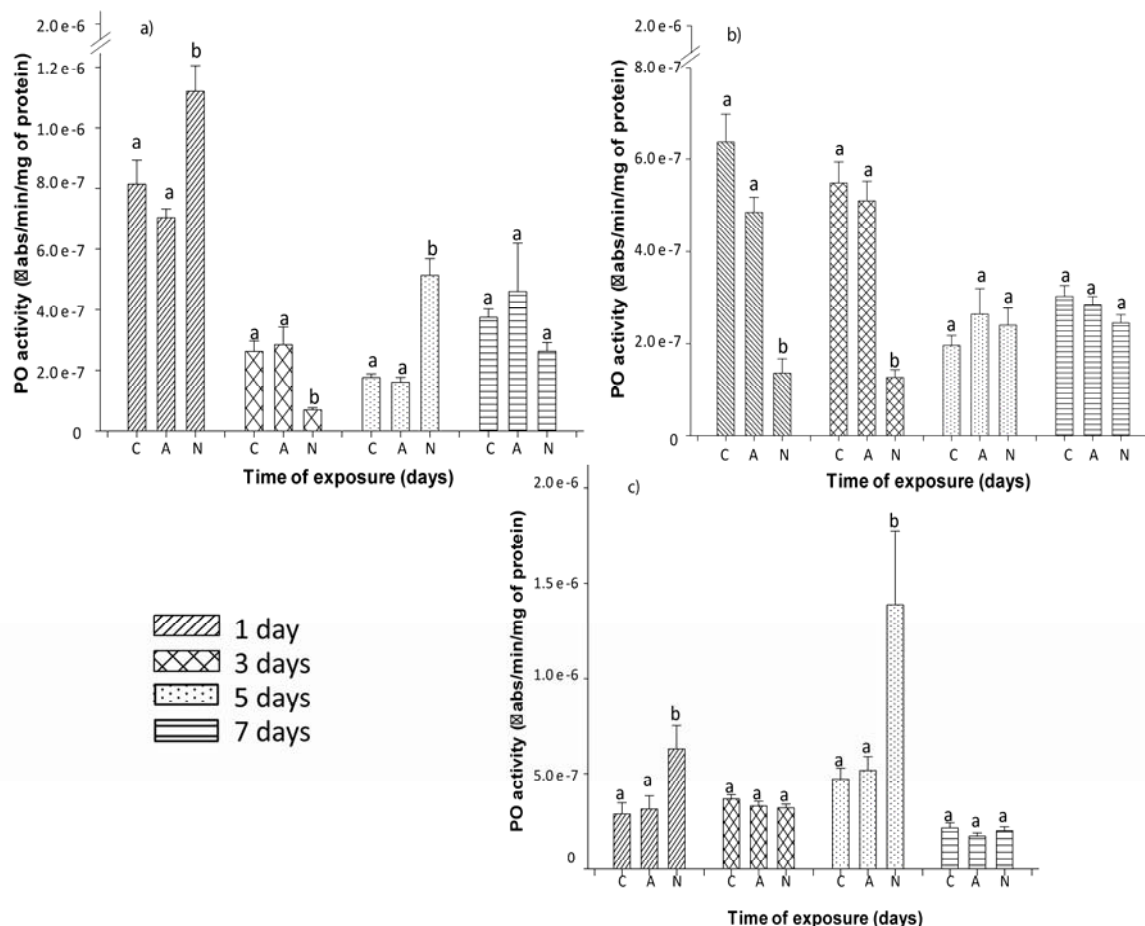 a)
PO activity (abs/min/mg of protein)
2.0 e-6
1.2 e-6
1.0 e-6
8.0 e-7
6.0 e-7
4.0 e-7
2.0 e-7
0
a a b
a a b
a a b
a a a
C A N C A N C A N C A N
Time of exposure (days)
b)
PO activity (abs/min/mg of protein)
2.0 e-6
8.0 e-7
6.0 e-7
4.0 e-7
2.0 e-7
0
a a b
a a b
a a a
a a a
C A N C A N C A N C A N
Time of exposure (days)
1 day
3 days
5 days
7 days
c)
PO activity (abs/min/mg of protein)
2.0 e-6
1.5 e-6
1.0 e-6
5.0 e-7
0
a a b
a a a
a a b
a a a
C A N C A N C A N C A N
Time of exposure (days)